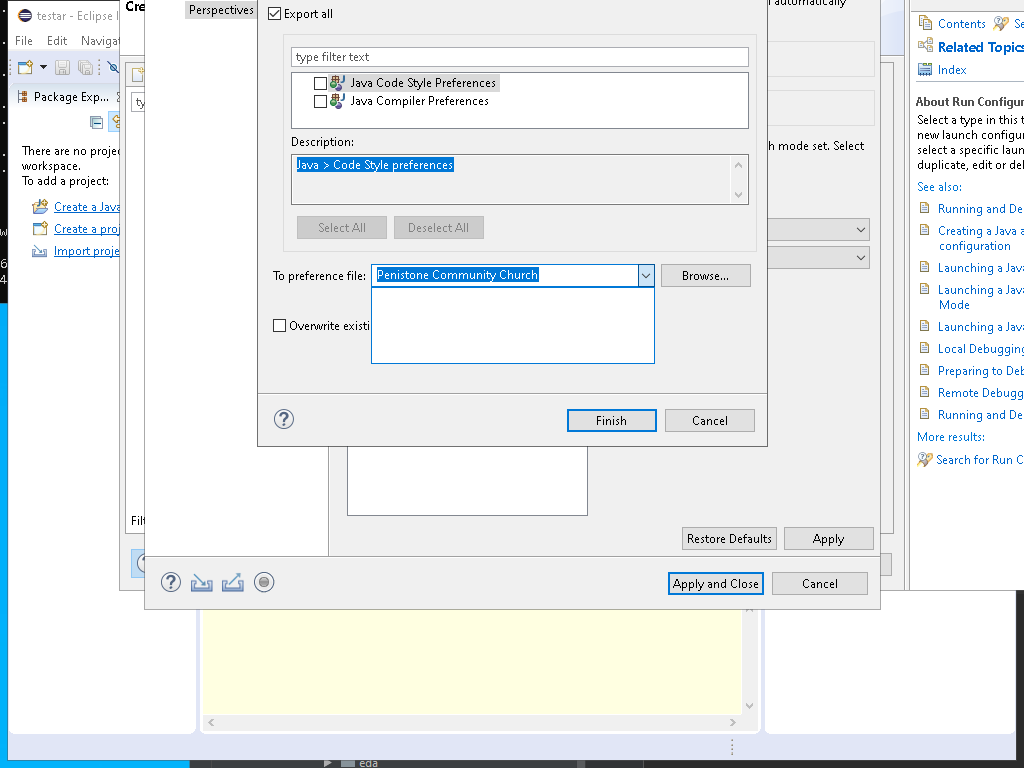 testar - Eclipse I
File Edit Navigat
Package Exp...
There are no proje
workspace.
To add a project:
Create a Java
Create a proj
Import proje
Cre
ty
Filt
Perspectives
Export all
type filter text
Java Code Style Preferences
Java Compiler Preferences
Description:
Java > Code Style preferences
Select All
Deselect All
To preference file:
Penistone Community Church
Browse...
Overwrite existi
Finish
Cancel
automatically
h mode set. Select
Restore Defaults
Apply
Apply and Close
Cancel
Contents
Se
Related Topics
Index
About Run Configur
Select a type in this t
new launch configur
select a specific laun
duplicate, edit or del
See also:
Running and De
Creating a Java a
configuration
Launching a Java
Launching a Java
Mode
Launching a Java
Local Debugging
Preparing to Deb
Remote Debugg
Running and De
More results:
Search for Run C
eda